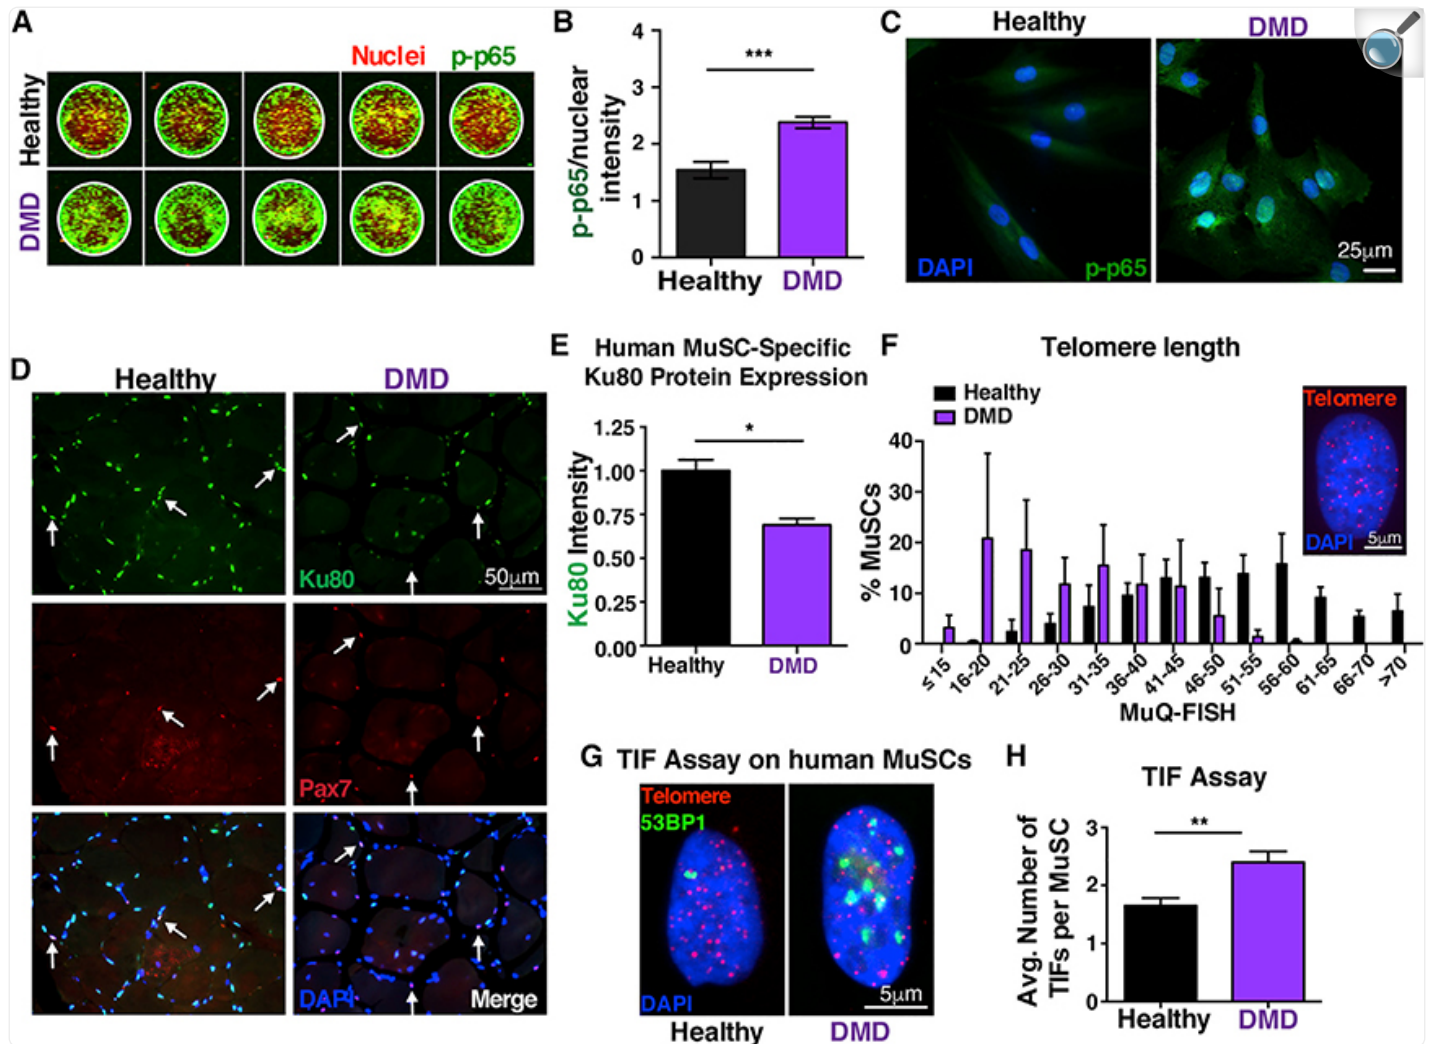 A
Nuclei p-p65
Healthy
DMD
B
4
3
2
1
0
p-p65/nuclear
intensity
***
Healthy DMD
C
Healthy DMD
DAPI p-p65
25µm
D
Healthy DMD
Ku80
50µm
Pax7
DAPI
Merge
E
Human MuSC-Specific
Ku80 Protein Expression
1.25
1.00
0.75
0.50
0.25
0.00
Ku80 Intensity
*
Healthy DMD
F
Telomere length
Healthy
DMD
40
30
20
10
0
% MuSCs
≤15 16-20 21-25 26-30 31-35 36-40 41-45 46-50 51-55 56-60 61-65 66-70 >70
MuQ-FISH
Telomere
DAPI 5µm
G TIF Assay on human MuSCs
Telomere
53BP1
DAPI
5µm
Healthy DMD
H
TIF Assay
3
2
1
0
Avg. Number of
TIFs per MuSC
**
Healthy DMD